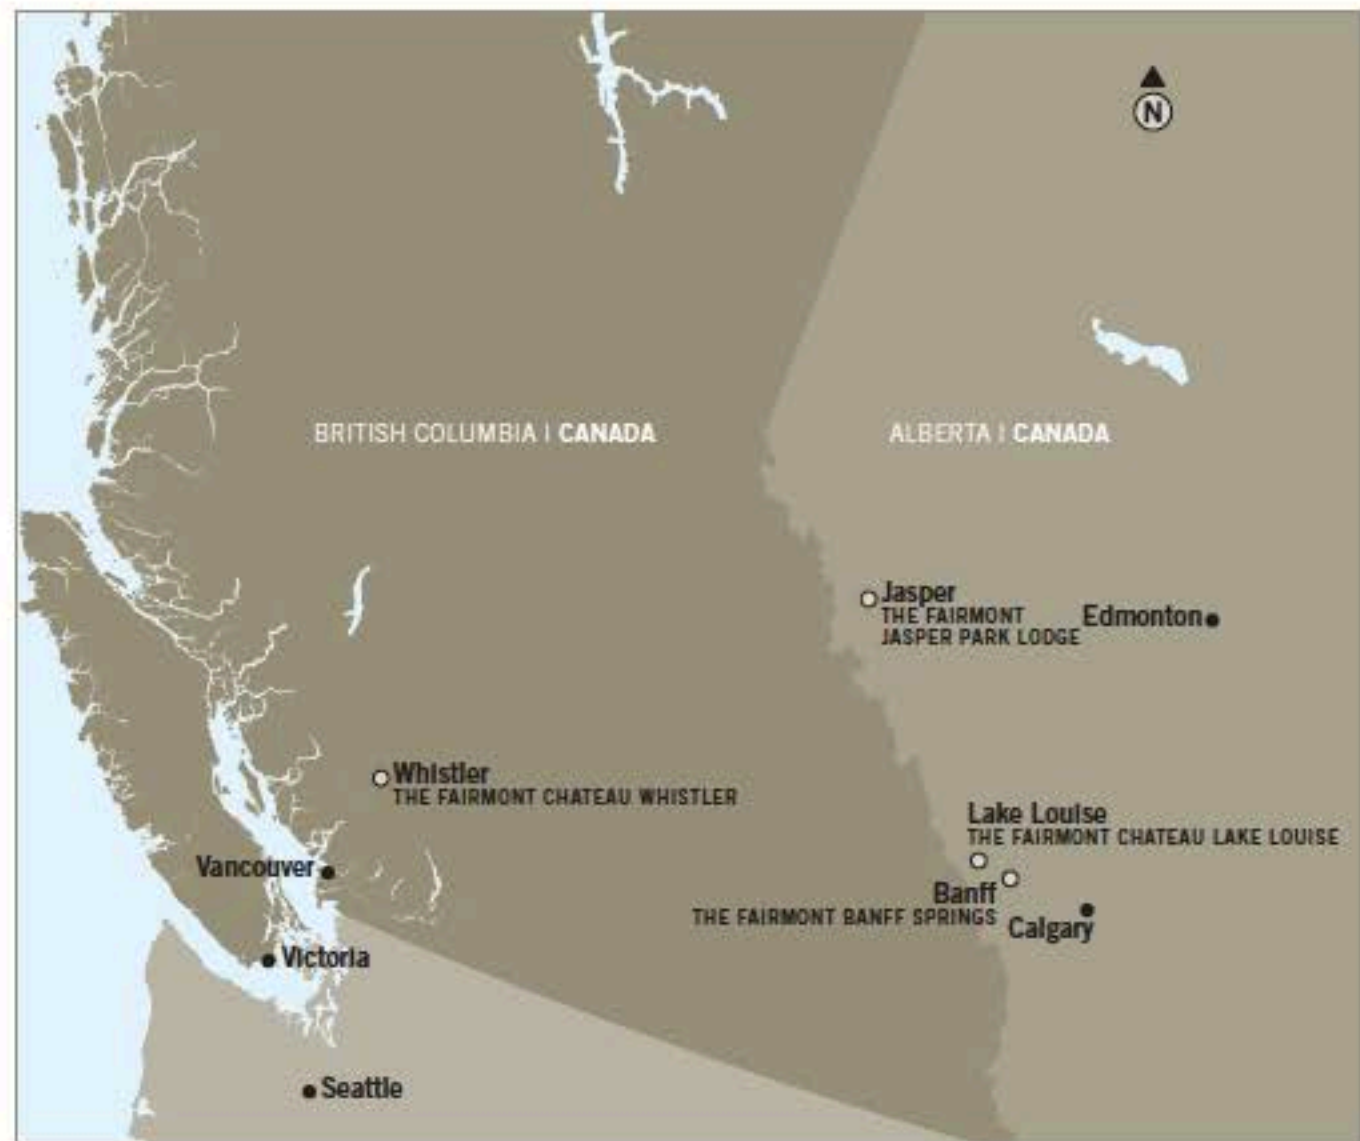 N
BRITISH COLUMBIA | CANADA
ALBERTA | CANADA
Jasper
THE FAIRMONT
JASPER PARK LODGE
Edmonton
Whistler
THE FAIRMONT CHATEAU WHISTLER
Lake Louise
THE FAIRMONT CHATEAU LAKE LOUISE
Vancouver
Banff
THE FAIRMONT BANFF SPRINGS
Calgary
Victoria
Seattle